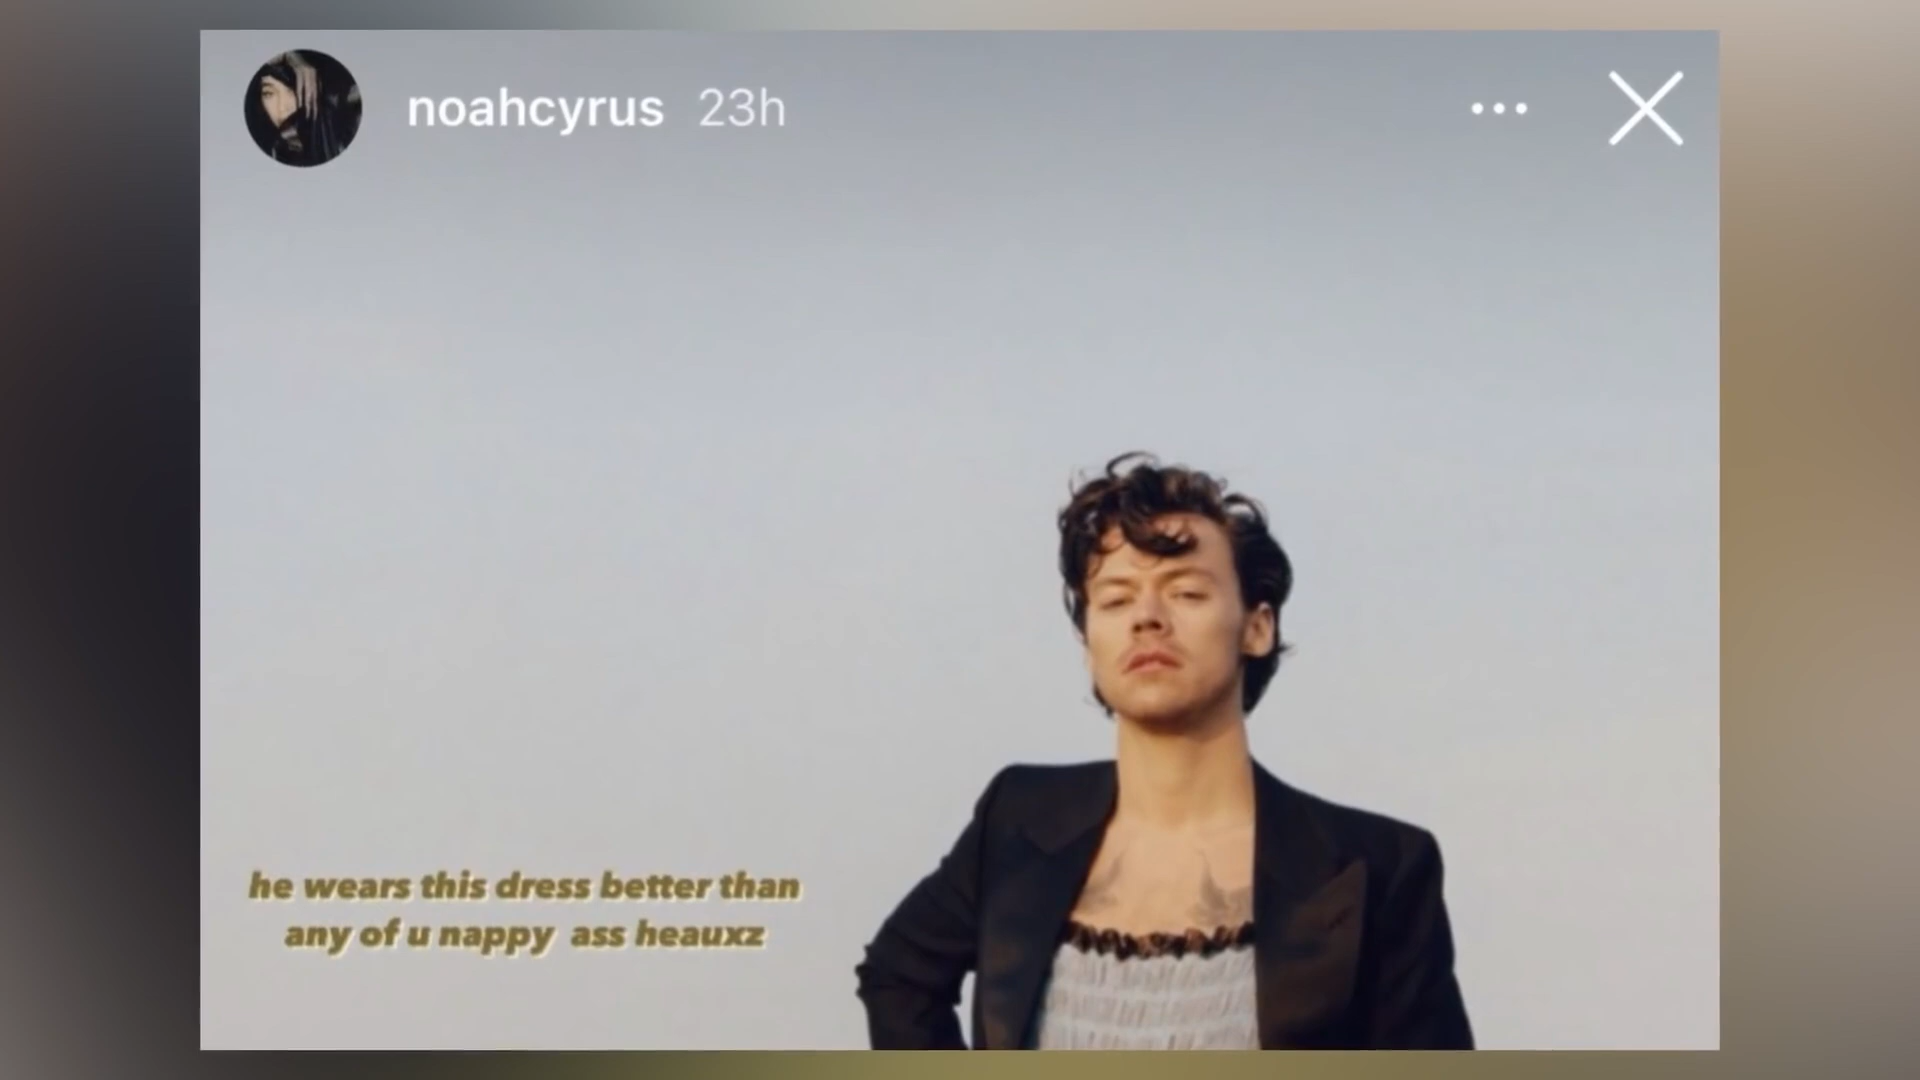 noahcyrus 23h
he wears this dress better than
any of u nappy ass heauxz